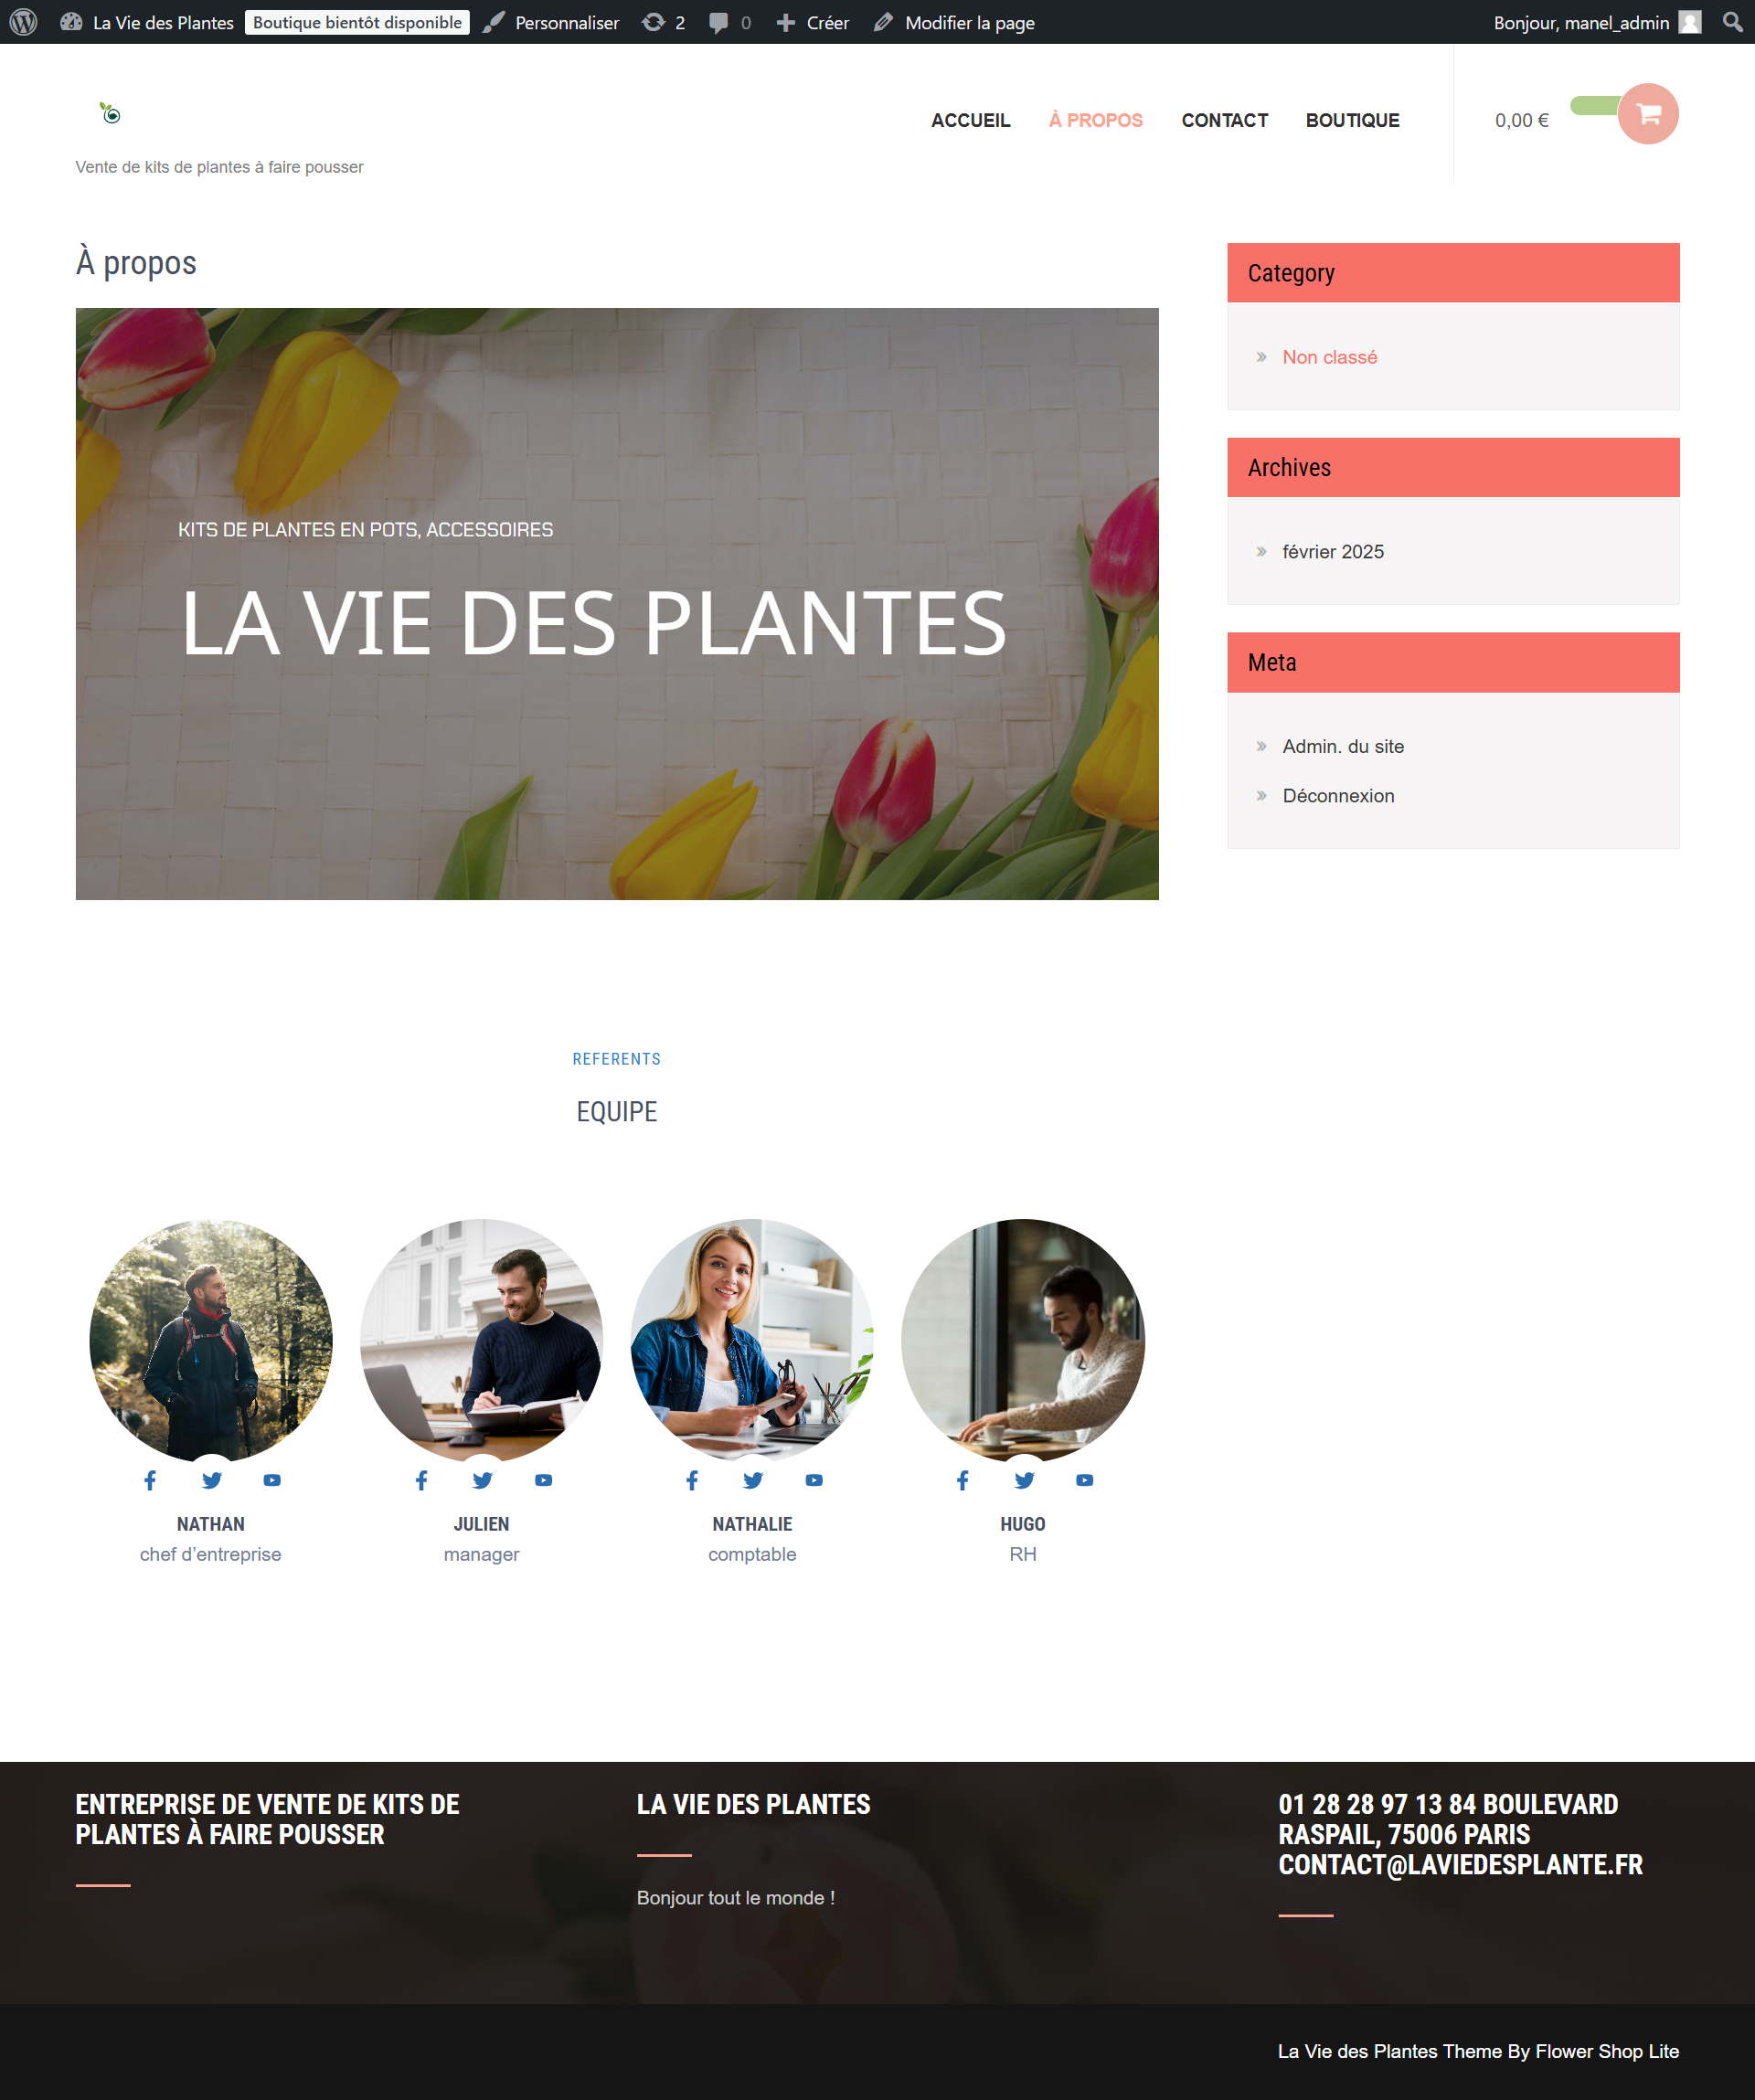 La Vie des Plantes Boutique bientôt disponible Personnaliser 2 0 Créer Modifier la page Bonjour, manel_admin
ACCUEIL À PROPOS CONTACT BOUTIQUE 0,00 €
Vente de kits de plantes à faire pousser
À propos
KITS DE PLANTES EN POTS, ACCESSOIRES
LA VIE DES PLANTES
Category
Non classé
Archives
février 2025
Meta
Admin. du site
Déconnexion
REFERENTS
EQUIPE
NATHAN
chef d’entreprise
JULIEN
manager
NATHALIE
comptable
HUGO
RH
ENTREPRISE DE VENTE DE KITS DE
PLANTES À FAIRE POUSSER
LA VIE DES PLANTES
Bonjour tout le monde !
01 28 28 97 13 84 BOULEVARD
RASPAIL, 75006 PARIS
CONTACT@LAVIEDESPLANTE.FR
La Vie des Plantes Theme By Flower Shop Lite